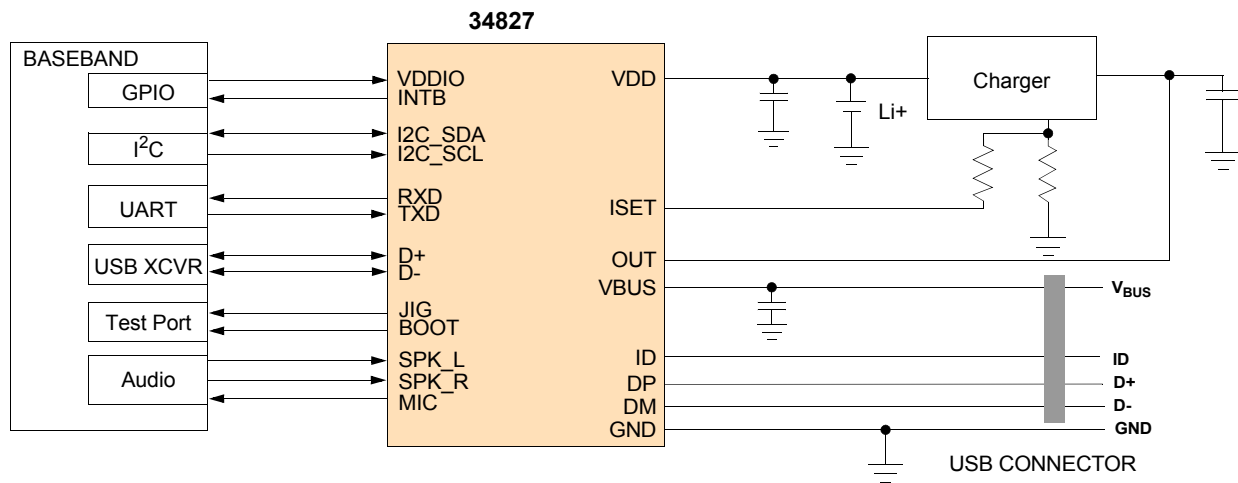 34827
BASEBAND
GPIO
I²C
UART
USB XCVR
Test Port
Audio
VDDIO
INTB
I2C_SDA
I2C_SCL
RXD
TXD
D+
D-
JIG
BOOT
SPK_L
SPK_R
MIC
VDD
ISET
OUT
VBUS
ID
DP
DM
GND
Li+
Charger
VBUS
ID
D+
D-
GND
USB CONNECTOR